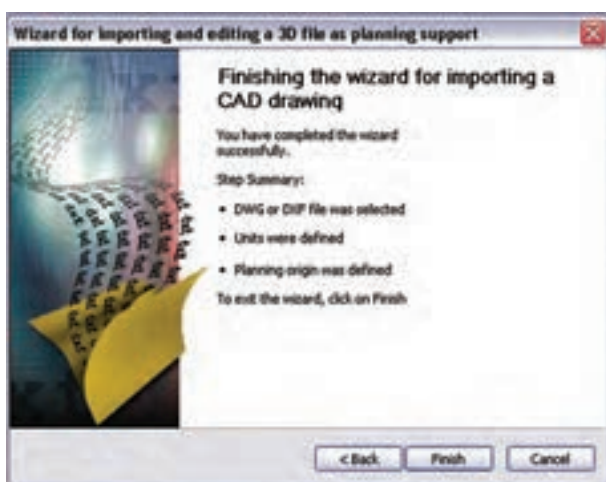 Wizard for importing and editing a 3D file as planning support
Finishing the wizard for importing a
CAD drawing
You have completed the wizard
successfully.
Step Summary:
• DWG or DXF file was selected
• Units were defined
• Planning origin was defined
To exit the wizard, click on Finish
< Back
Finish
Cancel